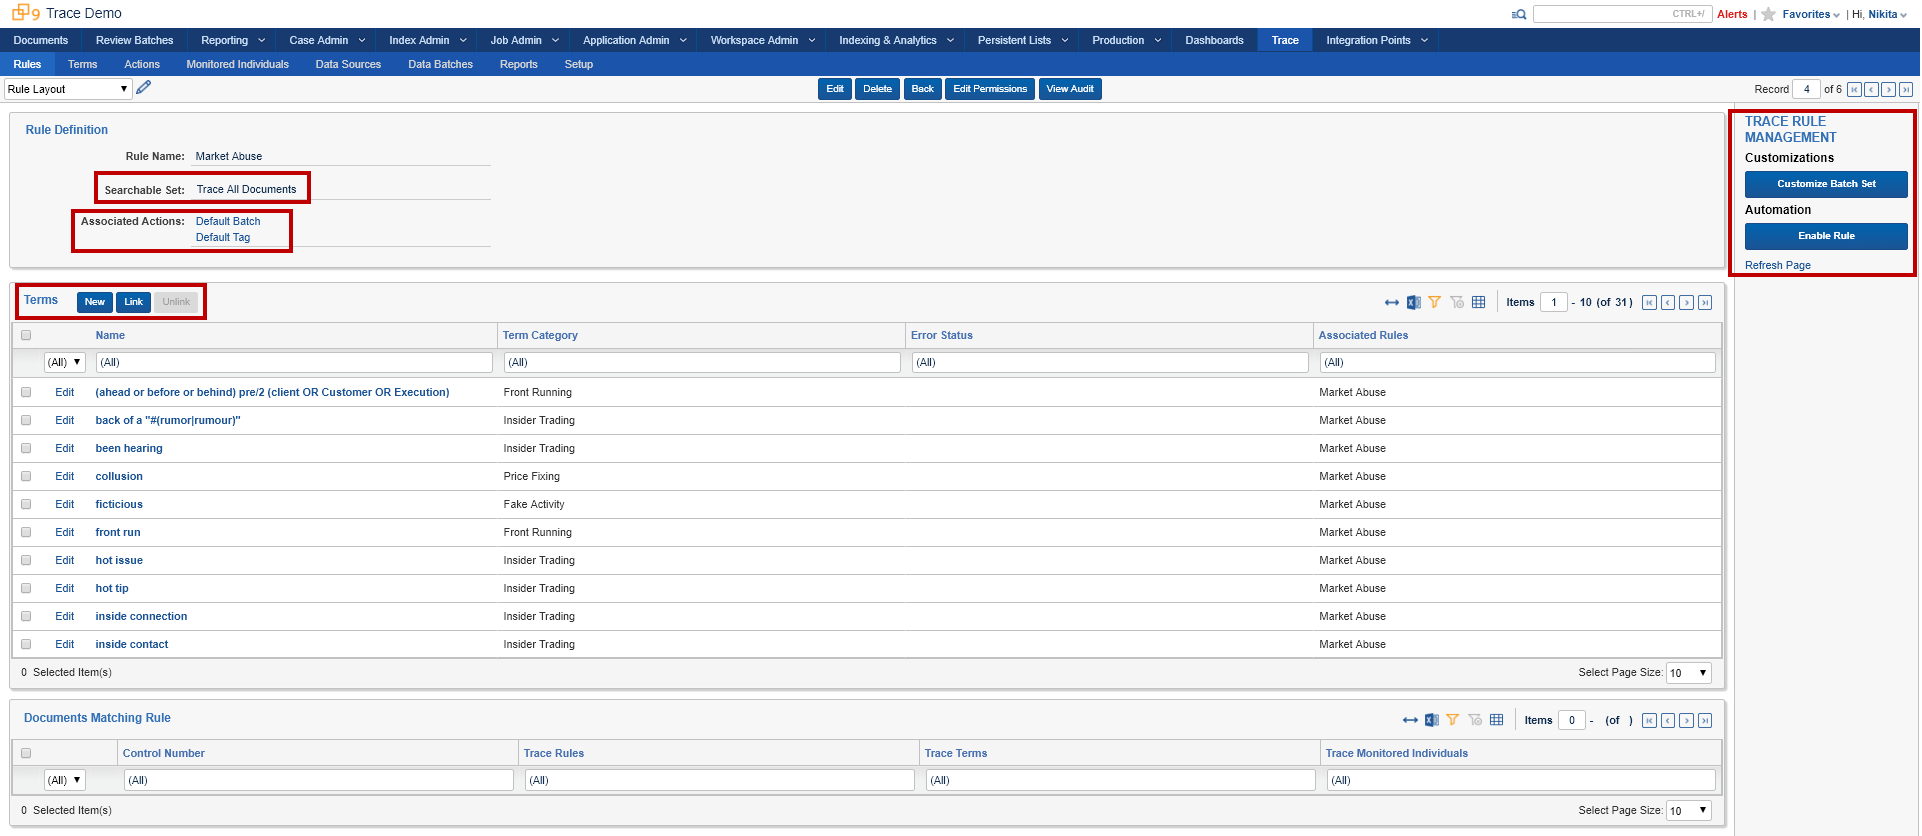 9 Trace Demo
CTRL+/ Alerts | Favorites | Hi, Nikita
Documents Review Batches Reporting Case Admin Index Admin Job Admin Application Admin Workspace Admin Indexing & Analytics Persistent Lists Production Dashboards Trace Integration Points
Rules Terms Actions Monitored Individuals Data Sources Data Batches Reports Setup
Rule Layout Edit Delete Back Edit Permissions View Audit Record 4 of 6
Rule Definition
Rule Name: Market Abuse
Searchable Set: Trace All Documents
Associated Actions: Default Batch
Default Tag
TRACE RULE
MANAGEMENT
Customizations
Customize Batch Set
Automation
Enable Rule
Refresh Page
Terms New Link Unlink Items 1 - 10 (of 31)
Name Term Category Error Status Associated Rules
(All) (All) (All) (All) (All)
Edit (ahead or before or behind) pre/2 (client OR Customer OR Execution) Front Running Market Abuse
Edit back of a "#(rumor|rumour)" Insider Trading Market Abuse
Edit been hearing Insider Trading Market Abuse
Edit collusion Price Fixing Market Abuse
Edit ficticious Fake Activity Market Abuse
Edit front run Front Running Market Abuse
Edit hot issue Insider Trading Market Abuse
Edit hot tip Insider Trading Market Abuse
Edit inside connection Insider Trading Market Abuse
Edit inside contact Insider Trading Market Abuse
0 Selected Item(s) Select Page Size: 10
Documents Matching Rule Items 0 - (of )
Control Number Trace Rules Trace Terms Trace Monitored Individuals
(All) (All) (All) (All) (All)
0 Selected Item(s) Select Page Size: 10